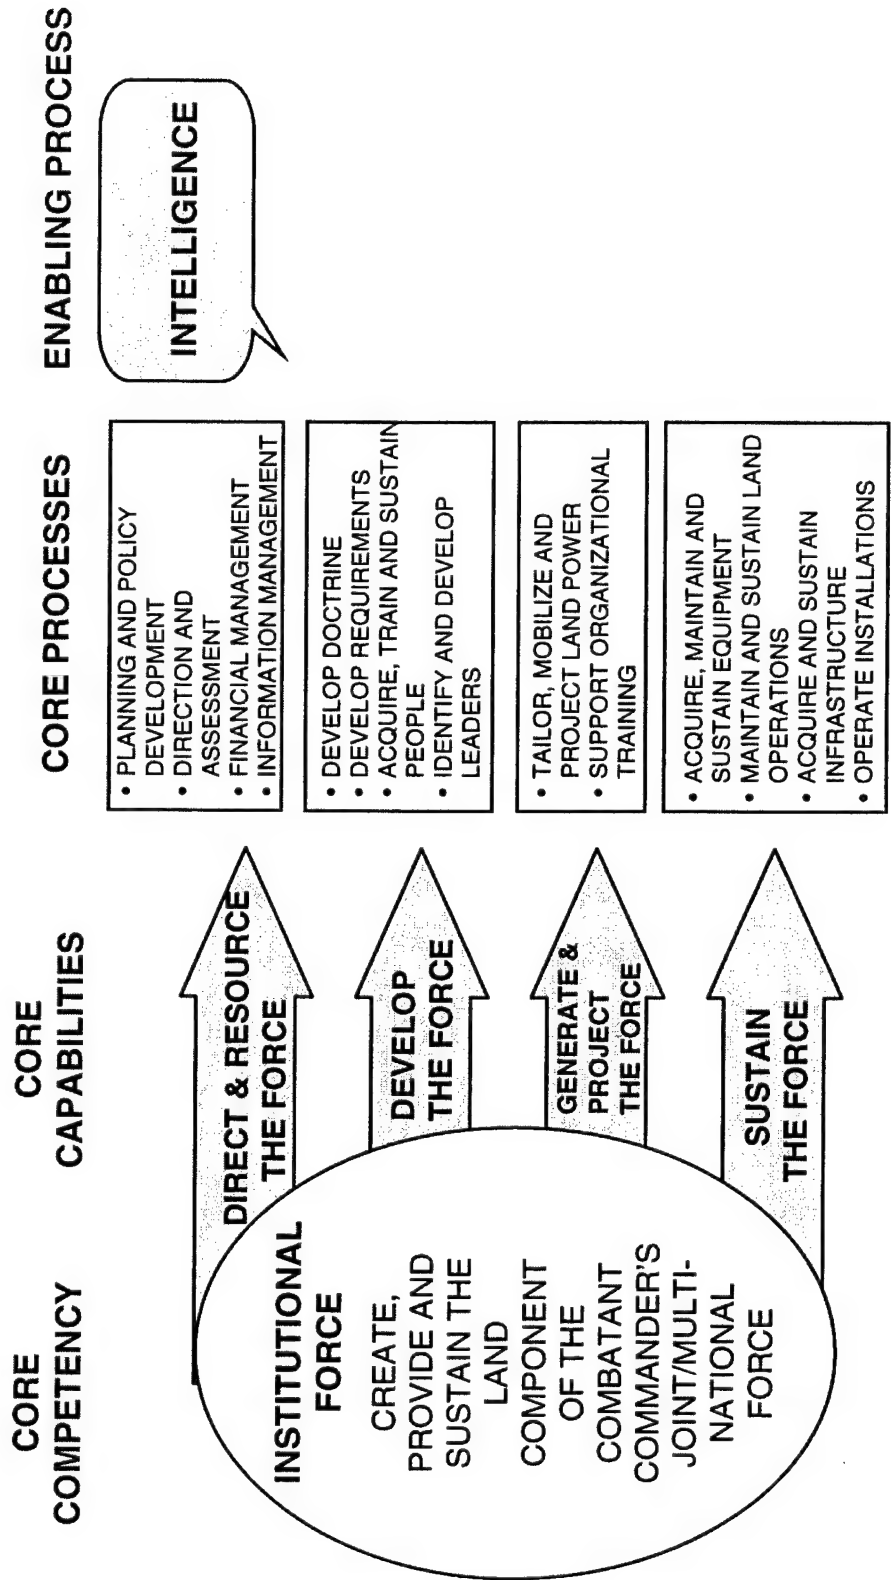 CORE
COMPETENCY
CORE
CAPABILITIES
CORE PROCESSES
ENABLING PROCESS
INSTITUTIONAL
FORCE
CREATE,
PROVIDE AND
SUSTAIN THE
LAND
COMPONENT
OF THE
COMBATANT
COMMANDER'S
JOINT/MULTI-
NATIONAL
FORCE
DIRECT & RESOURCE
THE FORCE
DEVELOP
THE FORCE
GENERATE &
PROJECT
THE FORCE
SUSTAIN
THE FORCE
• PLANNING AND POLICY
DEVELOPMENT
• DIRECTION AND
ASSESSMENT
• FINANCIAL MANAGEMENT
• INFORMATION MANAGEMENT
• DEVELOP DOCTRINE
• DEVELOP REQUIREMENTS
• ACQUIRE, TRAIN AND SUSTAIN
PEOPLE
• IDENTIFY AND DEVELOP
LEADERS
• TAILOR, MOBILIZE AND
PROJECT LAND POWER
• SUPPORT ORGANIZATIONAL
TRAINING
• ACQUIRE, MAINTAIN AND
SUSTAIN EQUIPMENT
• MAINTAIN AND SUSTAIN LAND
OPERATIONS
• ACQUIRE AND SUSTAIN
INFRASTRUCTURE
• OPERATE INSTALLATIONS
INTELLIGENCE